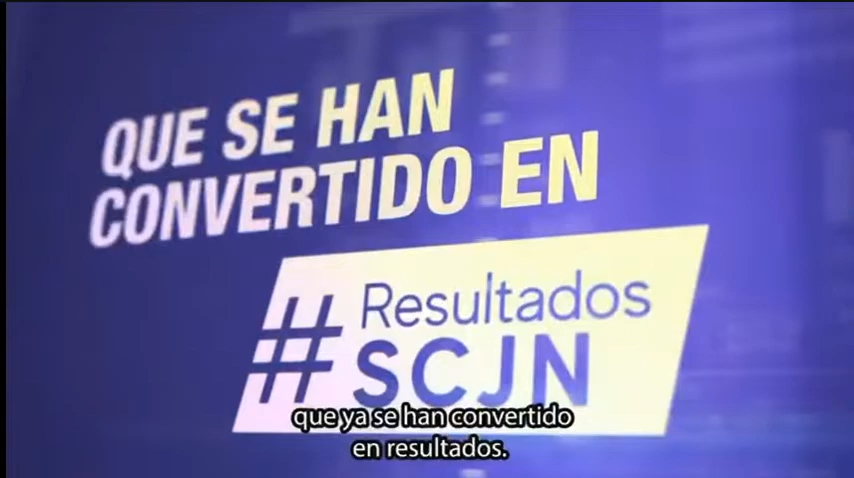 QUE SE HAN
CONVERTIDO EN
#Resultados
SCJN
que ya se han convertido
en resultados.